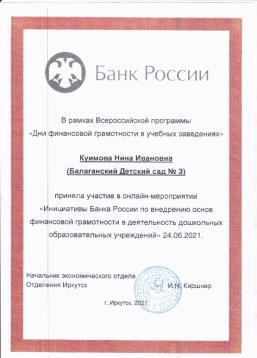 Банк России
В рамках Всероссийской программы
«Дни финансовой грамотности в учебных заведениях»
Куимова Нина Ивановна
(Балаганский Детский сад № 3)
приняла участие в онлайн-мероприятии
«Инициативы Банка России по внедрению основ
финансовой грамотности в деятельность дошкольных
образовательных учреждений» 24.06.2021.
Начальник экономического отдела
Отделения Иркутск
И.Н. Киршнер
г. Иркутск, 2021